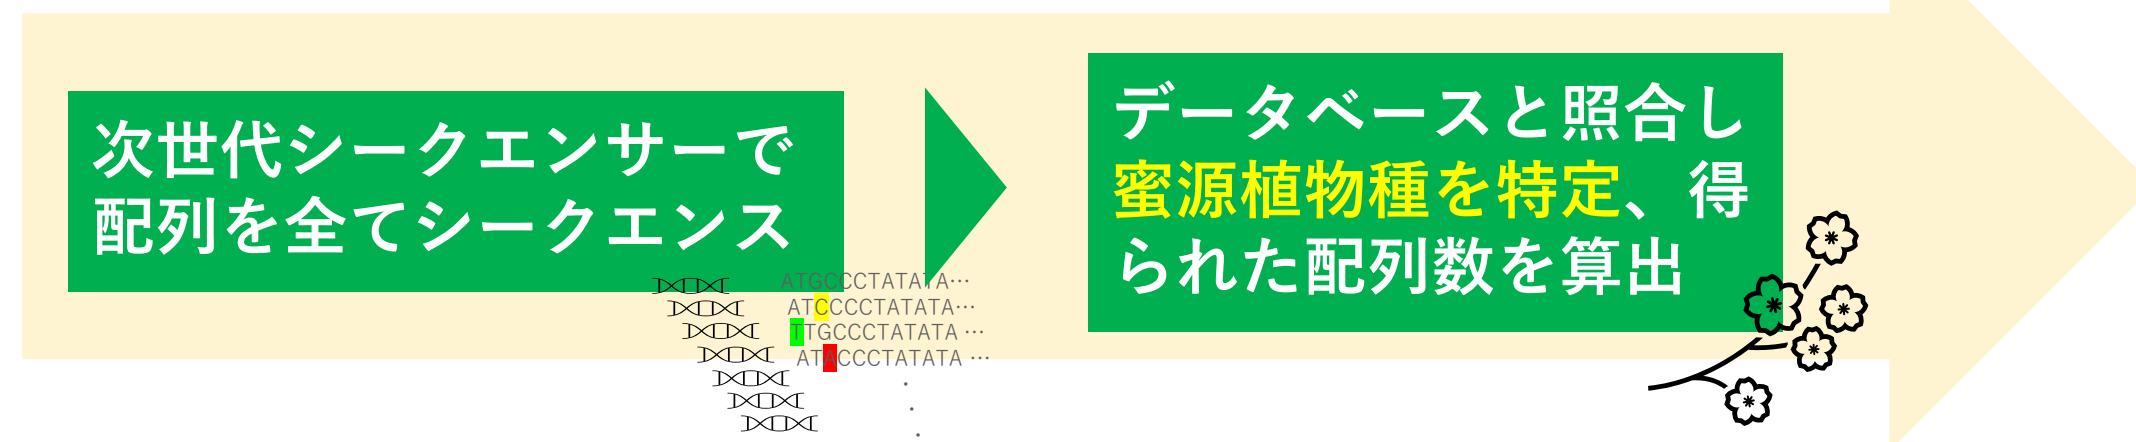 次世代シークエンサーで
配列を全てシークエンス
データベースと照合し
蜜源植物種を特定、得
られた配列数を算出
ATGCCCTATATA…
ATCCCCTATATA…
TTGCCCTATATA …
ATACCCTATATA …
.
.
.